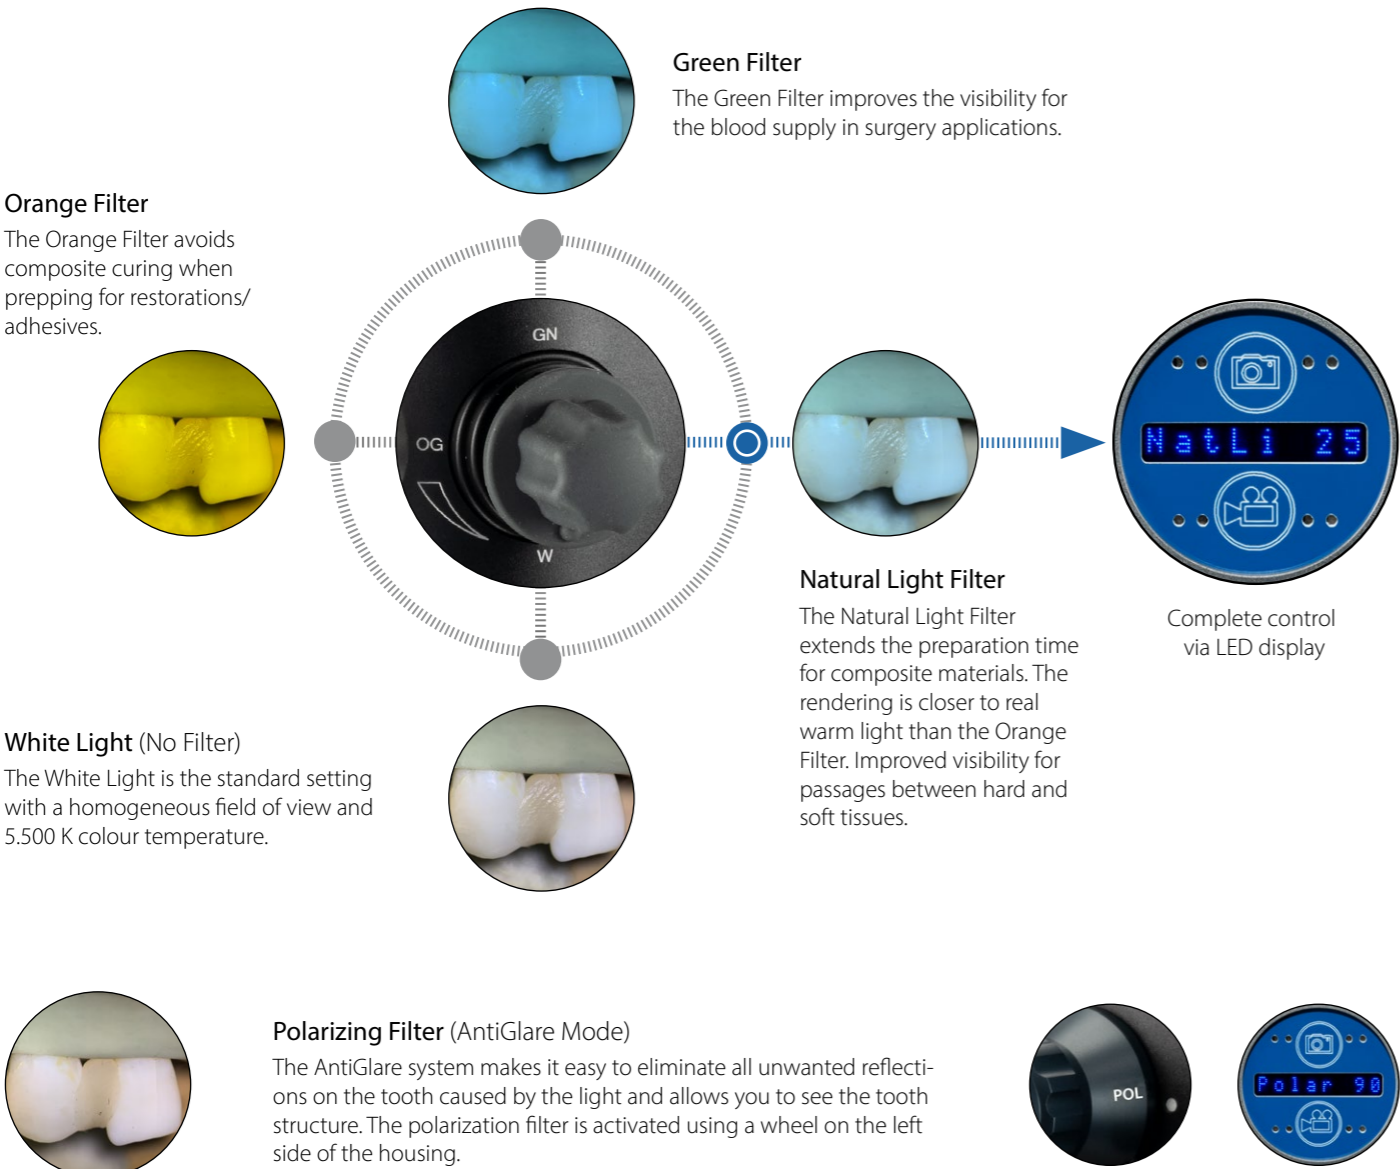 Green Filter
The Green Filter improves the visibility for
the blood supply in surgery applications.
Orange Filter
The Orange Filter avoids
composite curing when
prepping for restorations/
adhesives.
GN
OG
W
NatLi 25
Natural Light Filter
The Natural Light Filter
extends the preparation time
for composite materials. The
rendering is closer to real
warm light than the Orange
Filter. Improved visibility for
passages between hard and
soft tissues.
Complete control
via LED display
White Light (No Filter)
The White Light is the standard setting
with a homogeneous field of view and
5.500 K colour temperature.
Polarizing Filter (AntiGlare Mode)
The AntiGlare system makes it easy to eliminate all unwanted reflecti-
ons on the tooth caused by the light and allows you to see the tooth
structure. The polarization filter is activated using a wheel on the left
side of the housing.
POL
Polar 90